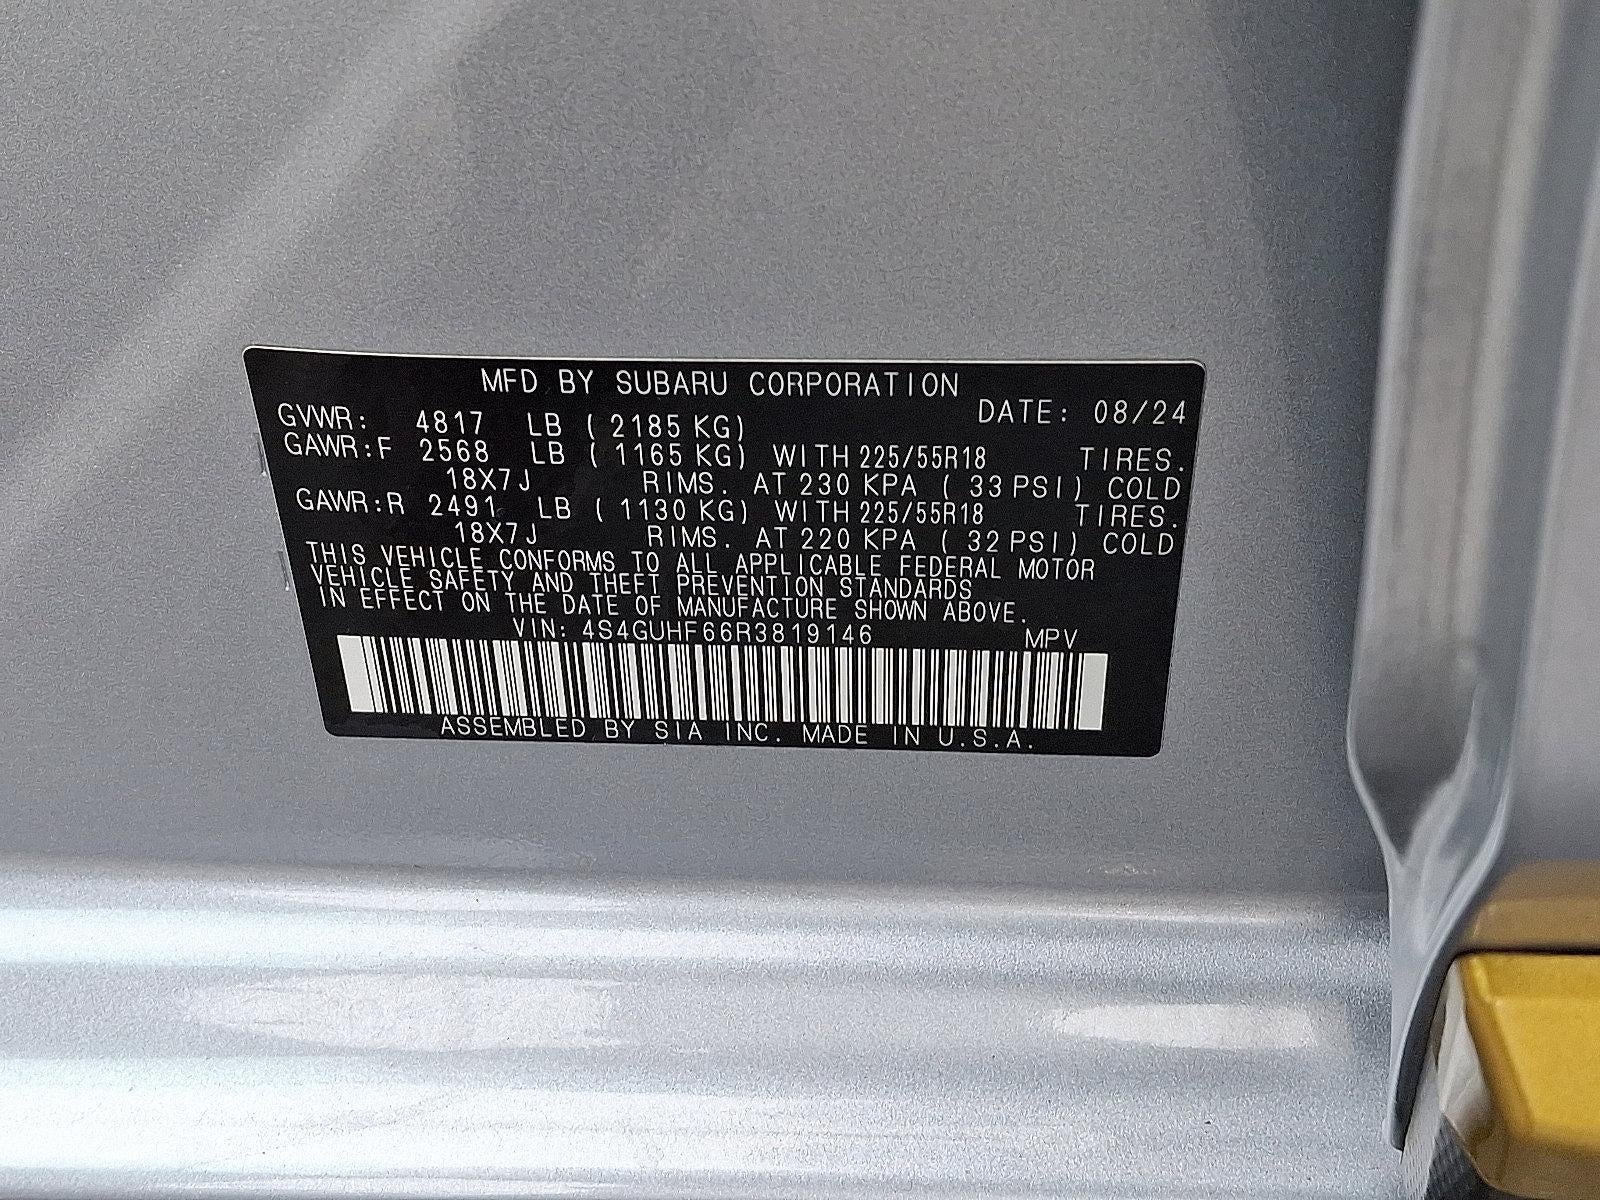 MFD BY SUBARU CORPORATION
DATE: 08/24
GVWR: 4817 LB ( 2185 KG)
GAWR:F 2568 LB ( 1165 KG) WITH 225/55R18 TIRES.
18X7J RIMS. AT 230 KPA ( 33 PSI) COLD
GAWR:R 2491 LB ( 1130 KG) WITH 225/55R18 TIRES.
18X7J RIMS. AT 220 KPA ( 32 PSI) COLD
THIS VEHICLE CONFORMS TO ALL APPLICABLE FEDERAL MOTOR
VEHICLE SAFETY AND THEFT PREVENTION STANDARDS
IN EFFECT ON THE DATE OF MANUFACTURE SHOWN ABOVE.
VIN: 4S4GUHF66R3819146 MPV
ASSEMBLED BY SIA INC. MADE IN U.S.A.